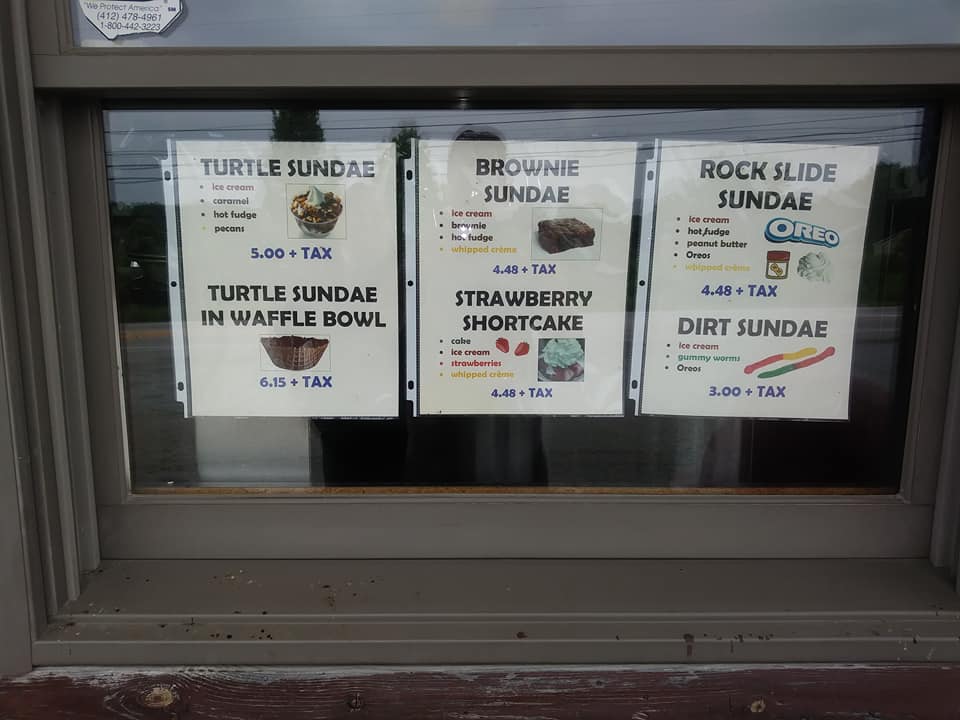 "We Protect America"
(412) 478-4961
1-800-442-3223
TURTLE SUNDAE
ice cream
caramel
hot fudge
pecans
5.00 + TAX
TURTLE SUNDAE
IN WAFFLE BOWL
6.15 + TAX
BROWNIE
SUNDAE
ice cream
brownie
hot fudge
whipped crème
4.48 + TAX
STRAWBERRY
SHORTCAKE
cake
ice cream
strawberries
whipped crème
4.48 + TAX
ROCK SLIDE
SUNDAE
ice cream
hot fudge
peanut butter
Oreos
whipped crème
OREO
4.48 + TAX
DIRT SUNDAE
ice cream
gummy worms
Oreos
3.00 + TAX